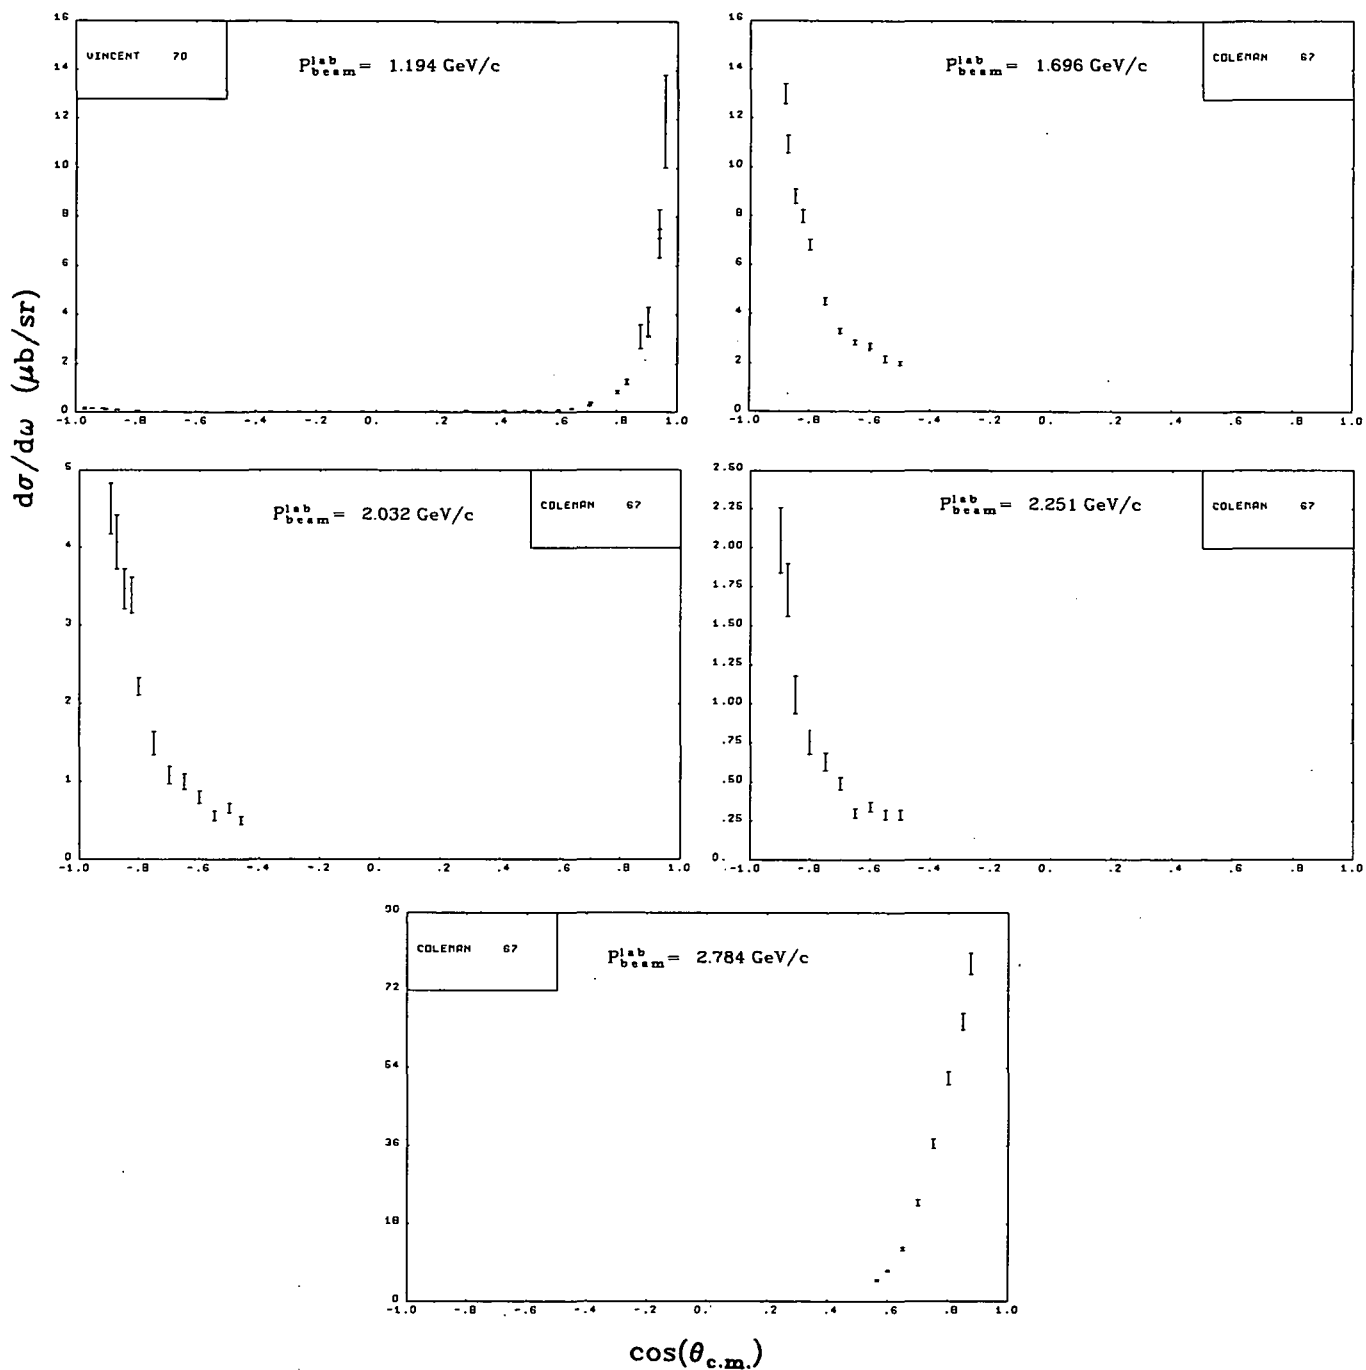 VINCENT 70
P^lab_beam = 1.194 GeV/c
16
14
12
10
8
6
4
2
0
-1.0 -.8 -.6 -.4 -.2 0. .2 .4 .6 .8 1.0
COLEMAN 67
P^lab_beam = 1.696 GeV/c
16
14
12
10
8
6
4
2
0
-1.0 -.8 -.6 -.4 -.2 0. .2 .4 .6 .8 1.0
dσ/dω (μb/sr)
COLEMAN 67
P^lab_beam = 2.032 GeV/c
5
4
3
2
1
0
-1.0 -.8 -.6 -.4 -.2 0. .2 .4 .6 .8 1.0
COLEMAN 67
P^lab_beam = 2.251 GeV/c
2.50
2.25
2.00
1.75
1.50
1.25
1.00
.75
.50
.25
0.
-1.0 -.8 -.6 -.4 -.2 0. .2 .4 .6 .8 1.0
COLEMAN 67
P^lab_beam = 2.784 GeV/c
90
72
54
36
18
0
-1.0 -.8 -.6 -.4 -.2 0. .2 .4 .6 .8 1.0
cos(θc.m.)